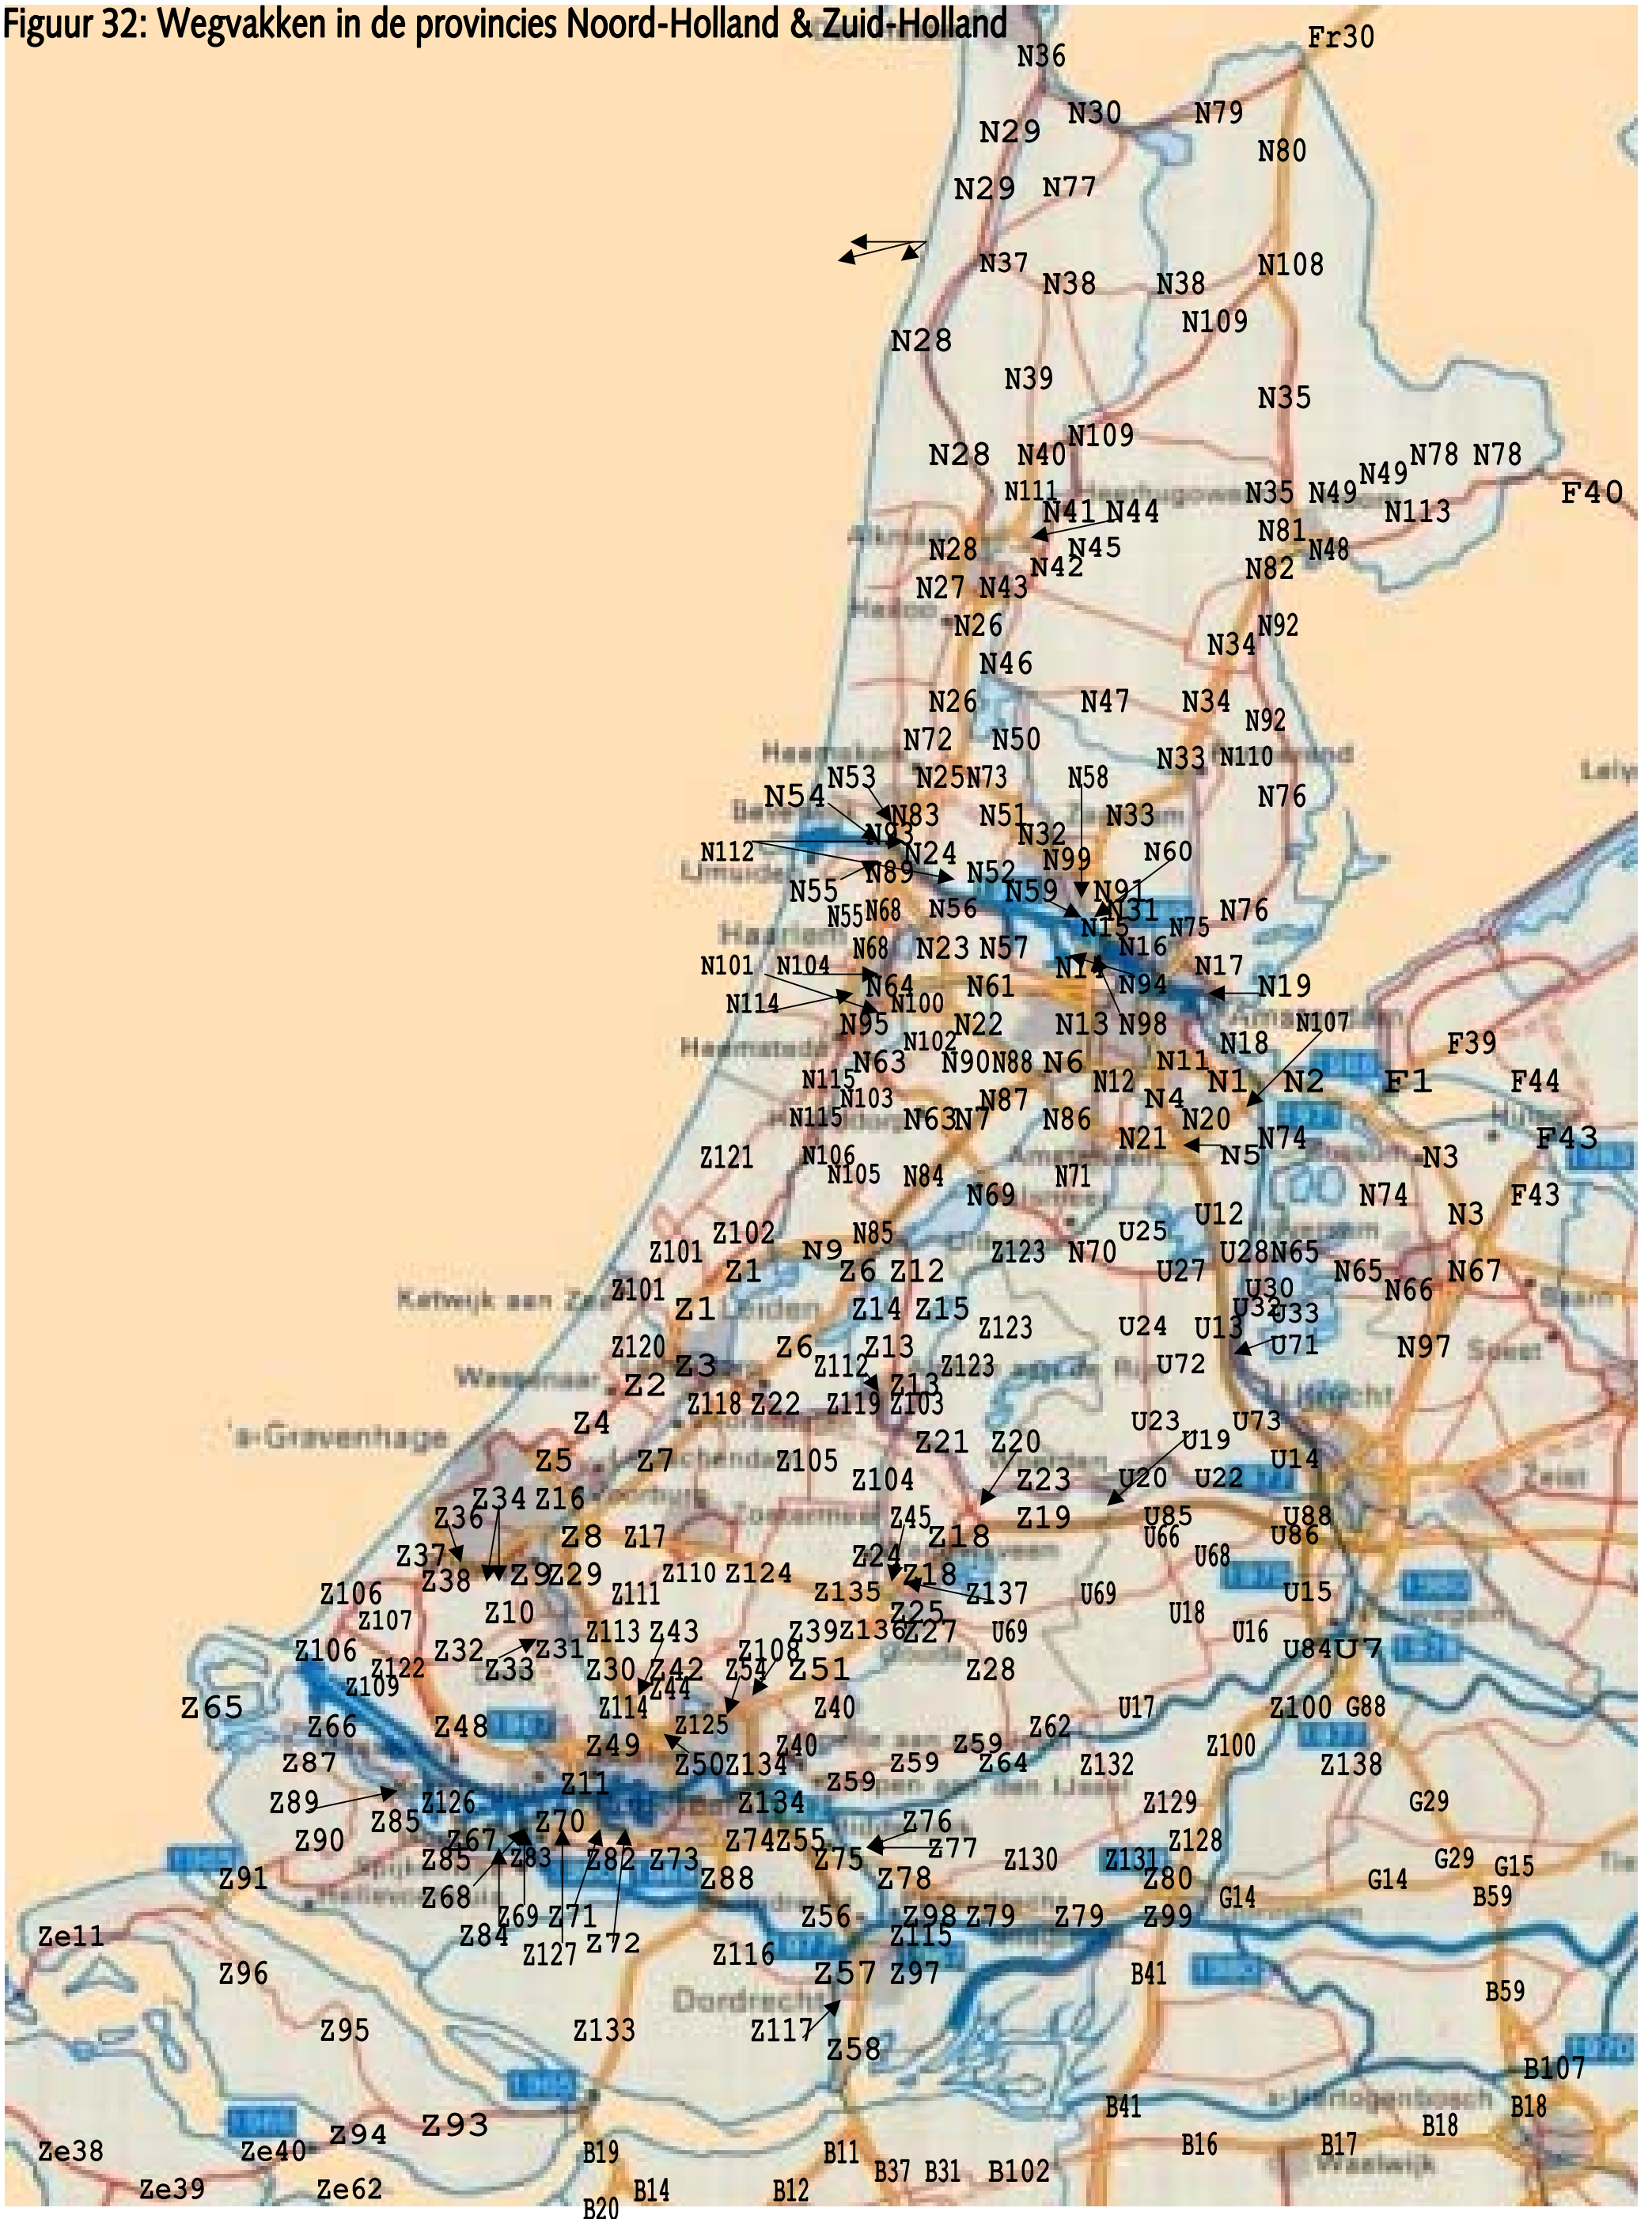 Figuur 32: Wegvakken in de provincies Noord-Holland & Zuid-Holland
Fr30
N36
N30 N79
N29
N80
N29 N77
N37 N108
N38 N38
N109
N28
N39
N35
N109
N28 N40 N78 N78
N49
N111 N35 N49 F40
N41 N44 N113
N81
N28 N45 N48
N42 N82
N27 N43
N26 N92
N34
N46
N26 N47 N34
N92
N72 N50
Heemskerk N33 N110
N53 N25 N73 N58
N54 N76
N83 N51 N33
N93 N32
N112 N24 N99 N60
IJmuiden N89 N52
N55 N59 N91
N55 N68 N56 N31 N76
Haarlem N15 N75
N68 N23 N57 N16
N101 N104 N14 N17
N64 N61 N94 N19
N114 N100
N95 N22 N13 N98 N107
Heemstede N102 N18 F39
N63 N90 N88 N6 N11
N115 N12 N1 N2 F1 F44
N103 N87 N4
N115 N63 N7 N86 N20
N21 N74 F43
Z121 N106 N5 N3
N105 N84 N71
N69 N74 F43
U12 N3
Z102 N85 U25
Z101 N9 Z123 N70 U28 N65
Z1 Z6 Z12 U27 N65 N67
Katwijk aan Zee Z101 U30 N66
Z1 Leiden Z14 Z15 U32 U33 Baarn
Z123 U24 U13
Z120 Z6 Z13 U71 N97 Soest
Z3 Z112 Z123 U72
Wassenaar Z2 Z13
Z118 Z22 Z119 Z103 Utrecht
's-Gravenhage Z4 U23 U73
Z21 Z20 U19
Z5 Z7 Z105 U14
Z104 Z23 U20 U22 Zeist
Z34 Z16
Z36 Z45 Z19 U85 U88
Z8 Z17 Z18 U66 U86
Z37 Z24 U68
Z38 Z9 Z29 Z110 Z124 Z18
Z106 Z111 Z135 Z137 U69 U15
Z107 Z10 Z25 U18
Z113 Z43 Z39 Z136 Z27 U69 U16
Z106 Z32 Z31 Z108 U84 U7
Z122 Z33 Z30 Z42 Z54 Z51 Z28
Z109 Z44
Z65 Z114 Z40 U17 Z100 G88
Z66 Z48 Z125 Z62
Z49 Z40 Z59 Z100
Z87 Z50 Z134 Z59 Z64 Z132 Z138
Z11 Z59
Z89 Z126 Z134 Z129 G29
Z85 Z70 Z76
Z90 Z67 Z74 Z55 Z77 Z128
Z85 Z83 Z82 Z73 Z75 Z130 Z131 G29 G15
Z91 Z88 Z78 Z80 G14
Z68 G14 B59
Z69 Z71 Z56 Z98 Z79 Z79 Z99
Ze11 Z84 Z72 Z115
Z127 Z116
Z96 Z57 Z97 B41
Dordrecht B59
Z95 Z133 Z117
Z58
B107
Z93 B41 B18
Z94 B18
Ze38 Ze40 B19 B11 B16 B17
B37 B31 B102 Waalwijk
Ze39 Ze62 B14 B12
B20